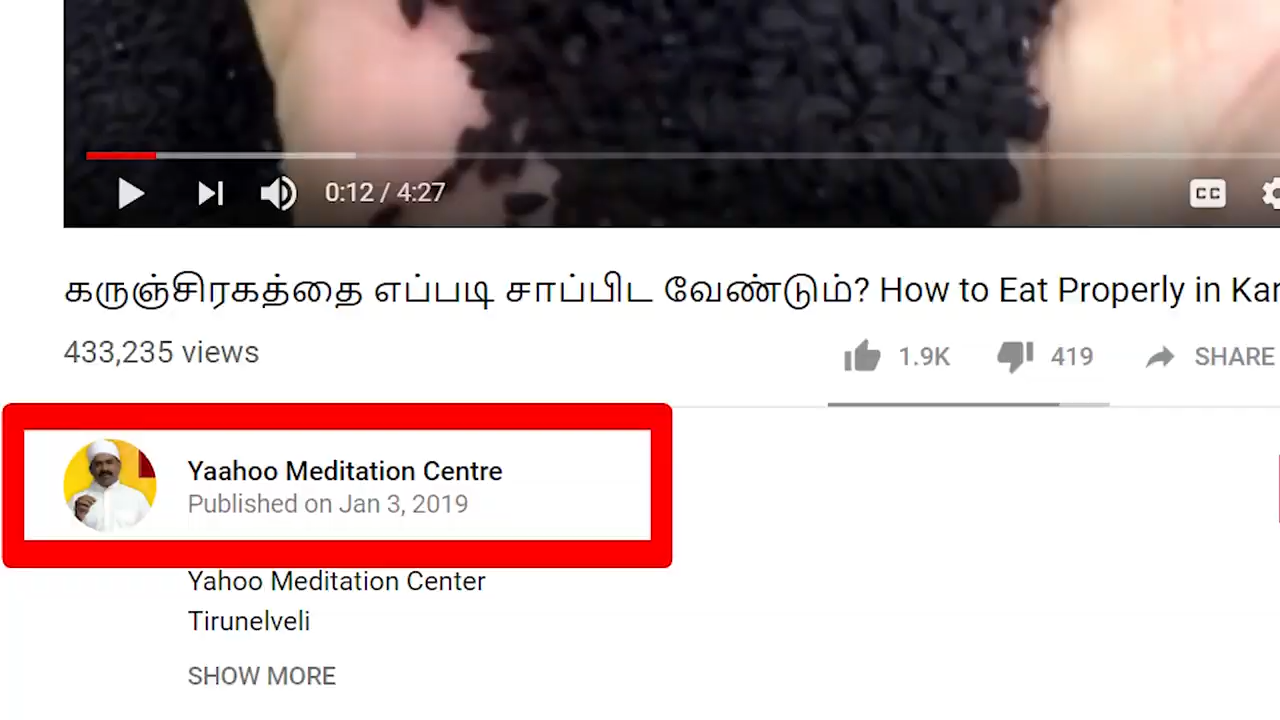 0:12 / 4:27
CC
கருஞ்சிரகத்தை எப்படி சாப்பிட வேண்டும்? How to Eat Properly in Kar
433,235 views
1.9K
419
SHARE
Yaahoo Meditation Centre
Published on Jan 3, 2019
Yahoo Meditation Center
Tirunelveli
SHOW MORE